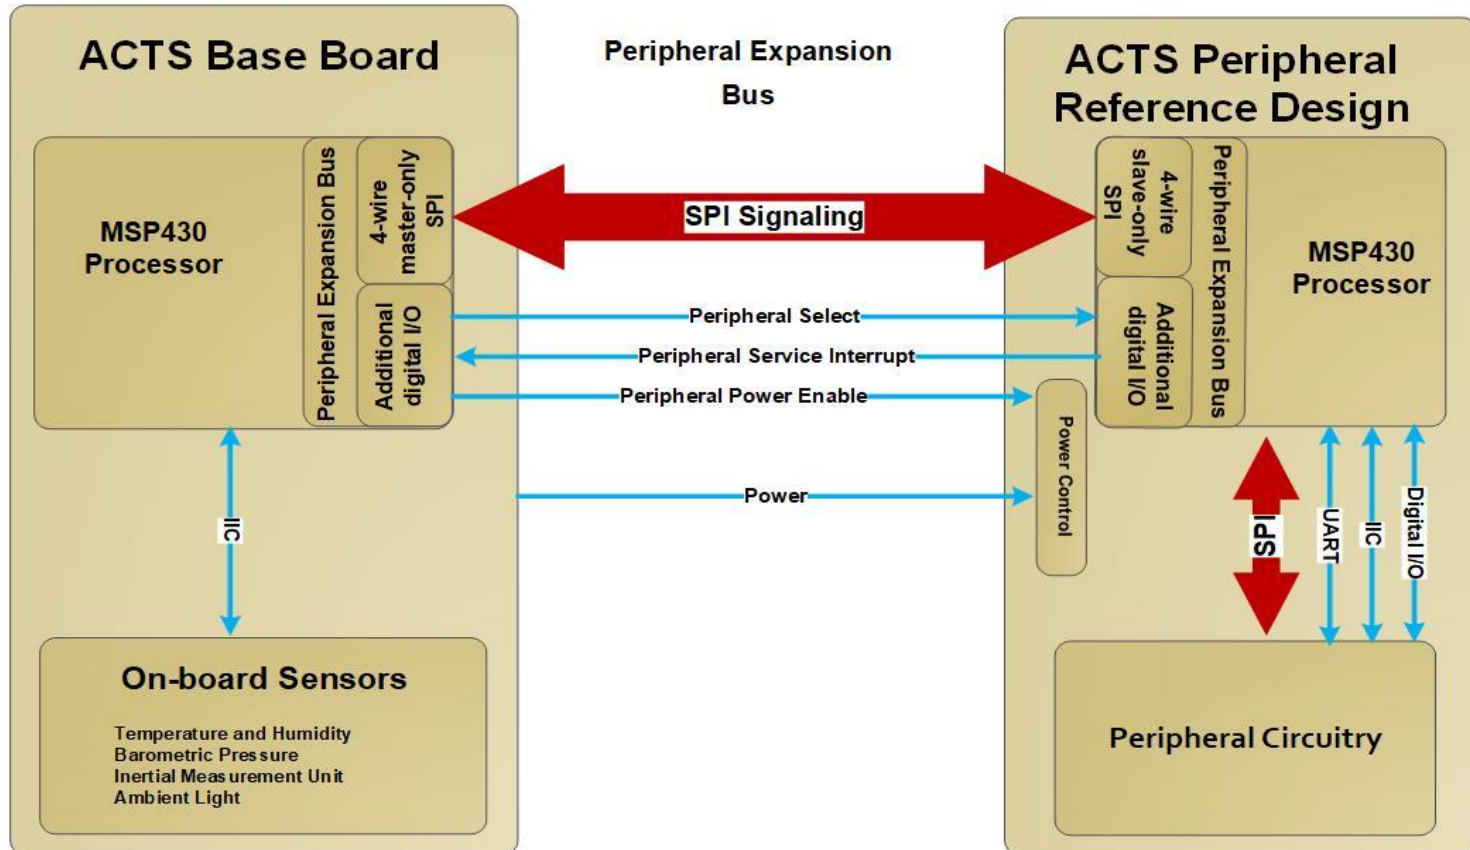 ACTS Base Board
Peripheral Expansion
Bus
ACTS Peripheral
Reference Design
MSP430
Processor
Peripheral Expansion Bus
4-wire
master-only
SPI
Additional
digital I/O
SPI Signaling
Peripheral Select
Peripheral Service Interrupt
Peripheral Power Enable
Power
4-wire
slave-only
SPI
Additional
digital I/O
Peripheral Expansion Bus
MSP430
Processor
Power Control
IIC
SPI
UART
IIC
Digital I/O
On-board Sensors
Temperature and Humidity
Barometric Pressure
Inertial Measurement Unit
Ambient Light
Peripheral Circuitry